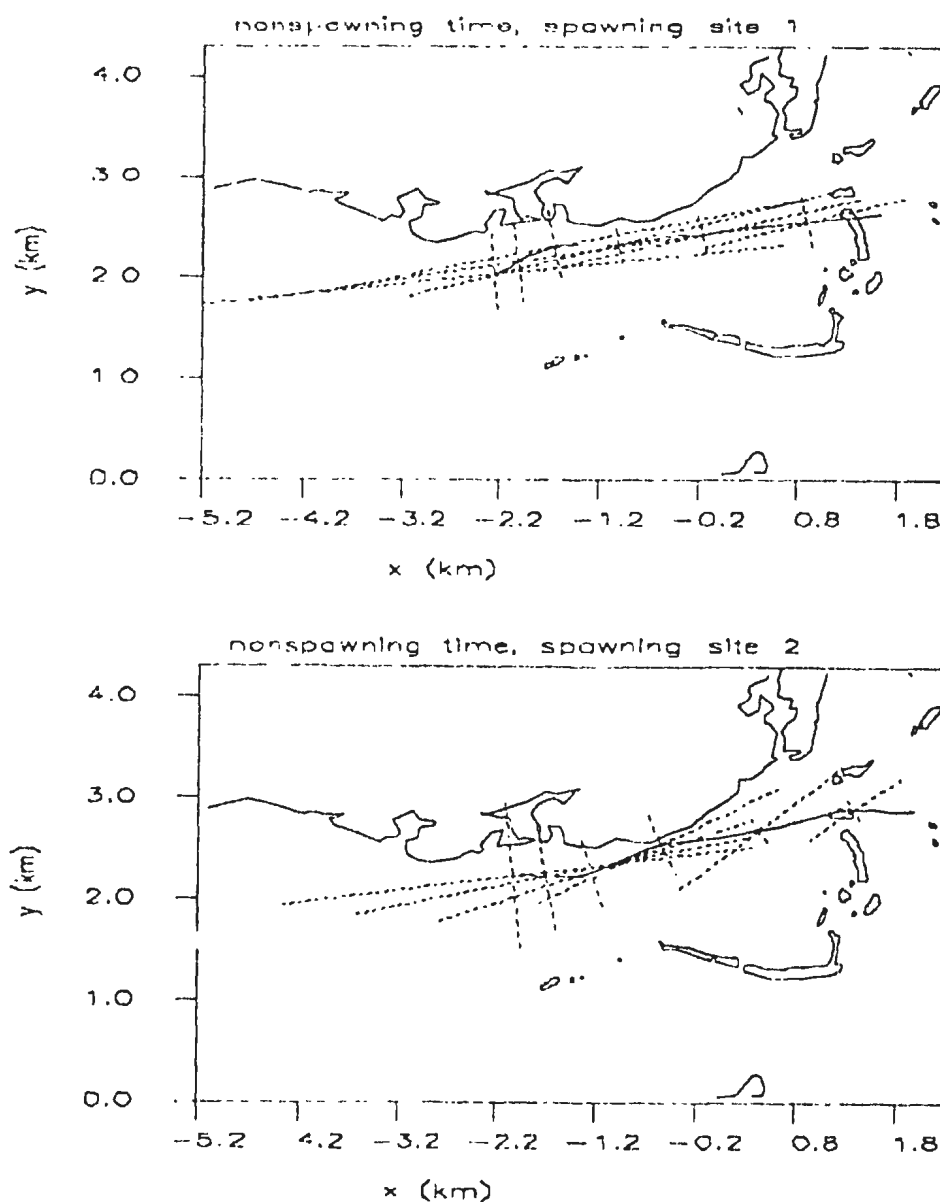 nonspawning time, spawning site 1
4.0
3 0
2 0
1 0
0.0
y (km)
-5.2 -4.2 -3.2 -2.2 -1.2 -0.2 0.8 1.8
x (km)
nonspawning time, spawning site 2
4.0
3.0
2.0
1.0
0.0
y (km)
-5.2 -4.2 -3.2 -2.2 -1.2 -0.2 0.8 1.8
x (km)